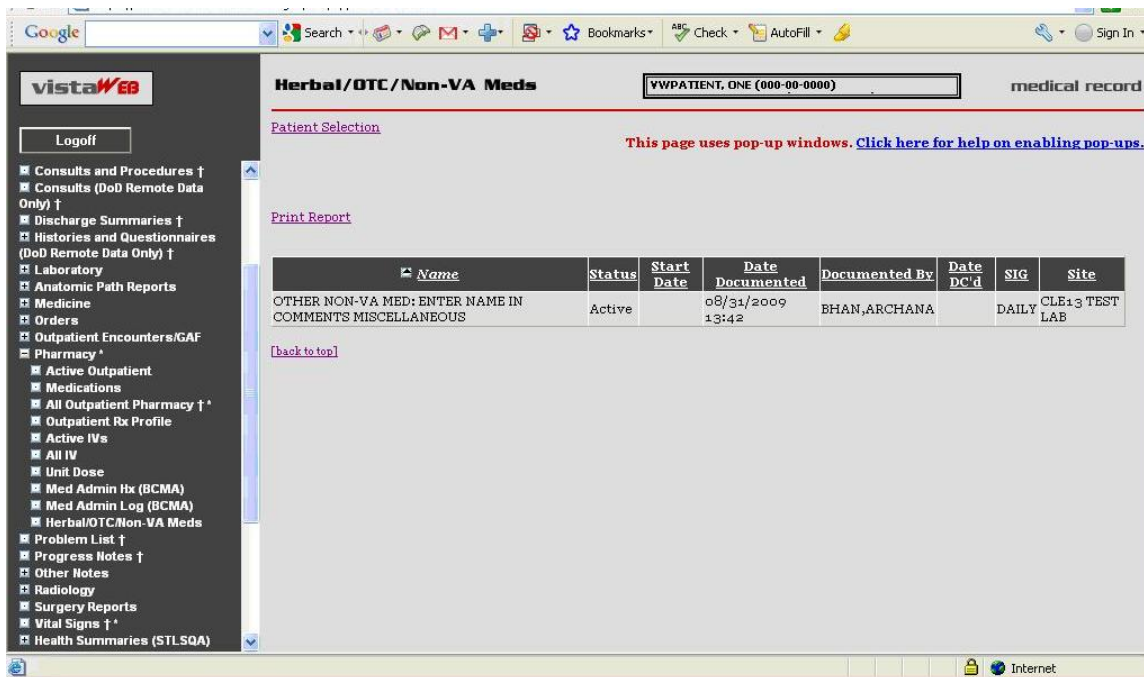 Google Search Bookmarks ABC Check AutoFill Sign In
vistaWEB
Herbal/OTC/Non-VA Meds
VWPATIENT, ONE (000-00-0000)
medical record
Logoff
Patient Selection
This page uses pop-up windows. Click here for help on enabling pop-ups.
Consults and Procedures †
Consults (DoD Remote Data
Only) †
Discharge Summaries †
Histories and Questionnaires
(DoD Remote Data Only) †
Laboratory
Anatomic Path Reports
Medicine
Orders
Outpatient Encounters/GAF
Pharmacy *
Active Outpatient
Medications
All Outpatient Pharmacy † *
Outpatient Rx Profile
Active IVs
All IV
Unit Dose
Med Admin Hx (BCMA)
Med Admin Log (BCMA)
Herbal/OTC/Non-VA Meds
Problem List †
Progress Notes †
Other Notes
Radiology
Surgery Reports
Vital Signs † *
Health Summaries (STLSQA)
Print Report
Name Status Start Date Date Documented Documented By Date DC'd SIG Site
OTHER NON-VA MED: ENTER NAME IN
COMMENTS MISCELLANEOUS
Active
08/31/2009
13:42
BHAN,ARCHANA
DAILY
CLE13 TEST
LAB
[back to top]
Internet